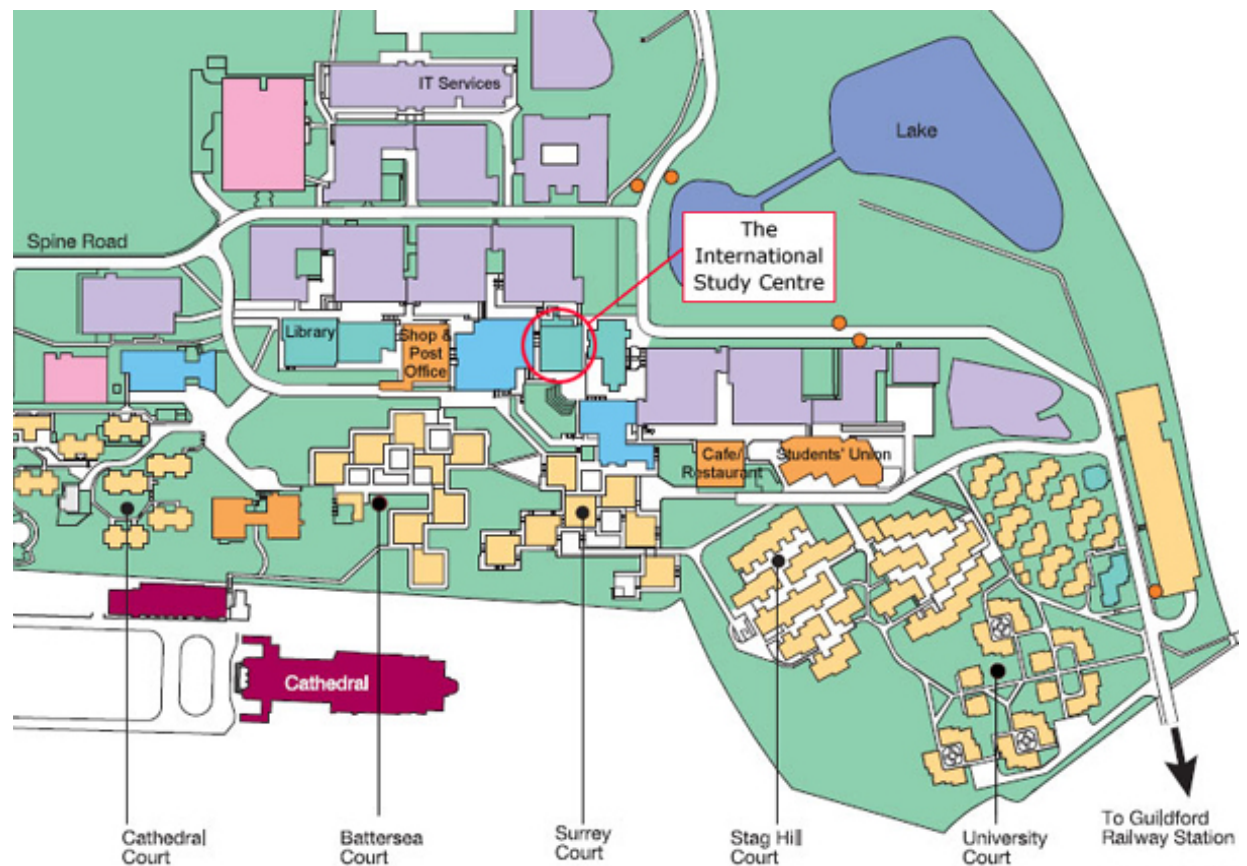 IT Services
Lake
The
International
Study Centre
Spine Road
Library
Shop &
Post
Office
Cafe/
Restaurant
Students' Union
Cathedral
Cathedral
Court
Battersea
Court
Surrey
Court
Stag Hill
Court
University
Court
To Guildford
Railway Station